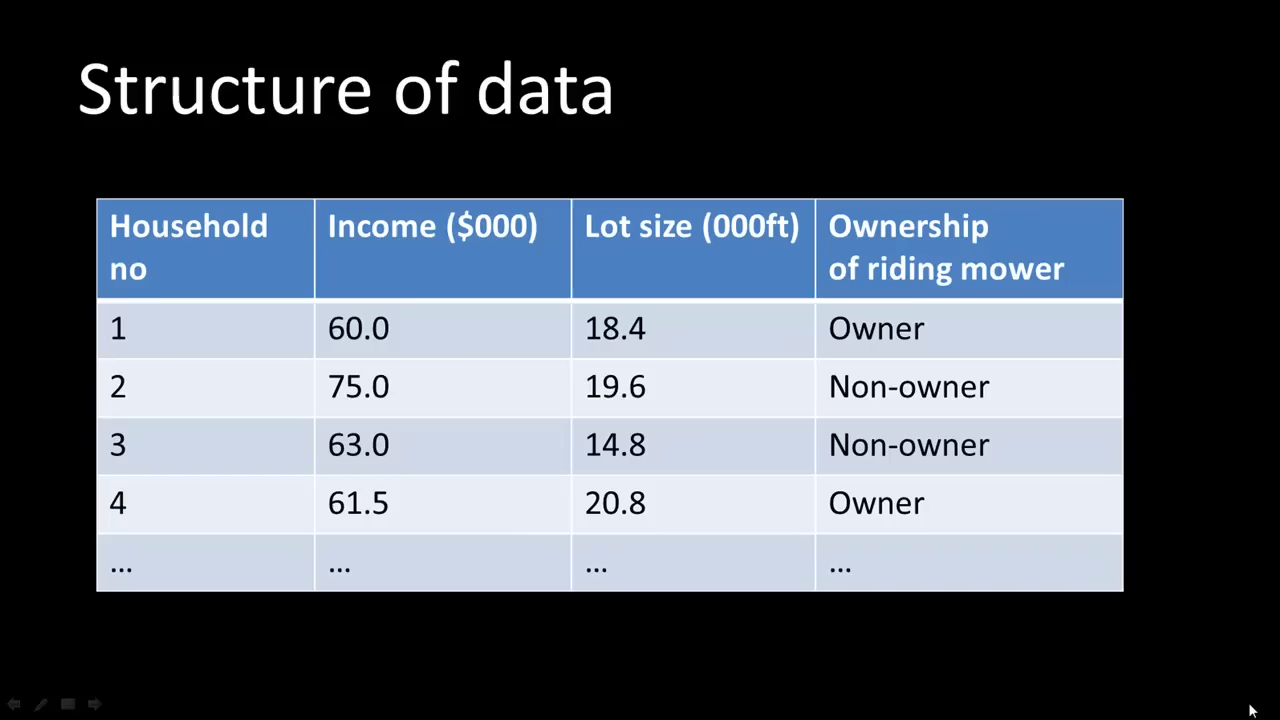 Structure of data
Household no | Income ($000) | Lot size (000ft) | Ownership of riding mower
1 | 60.0 | 18.4 | Owner
2 | 75.0 | 19.6 | Non-owner
3 | 63.0 | 14.8 | Non-owner
4 | 61.5 | 20.8 | Owner
... | ... | ... | ...